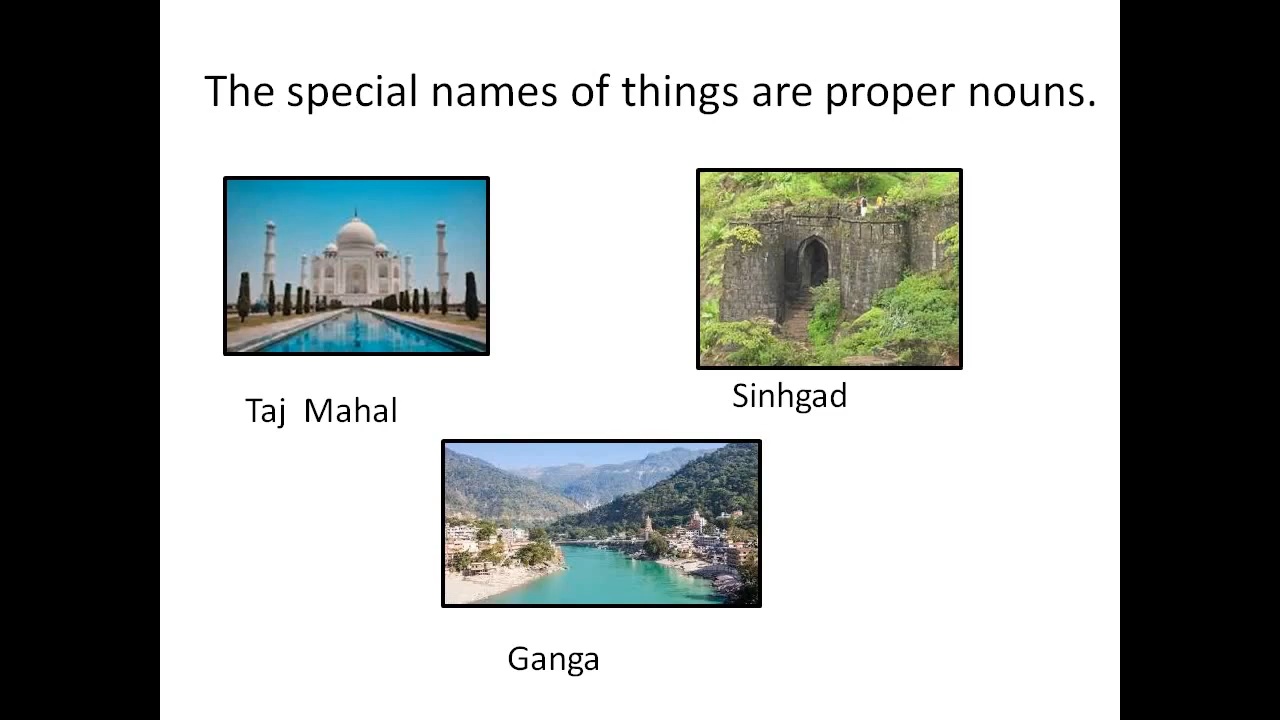 The special names of things are proper nouns.
Taj Mahal
Sinhgad
Ganga